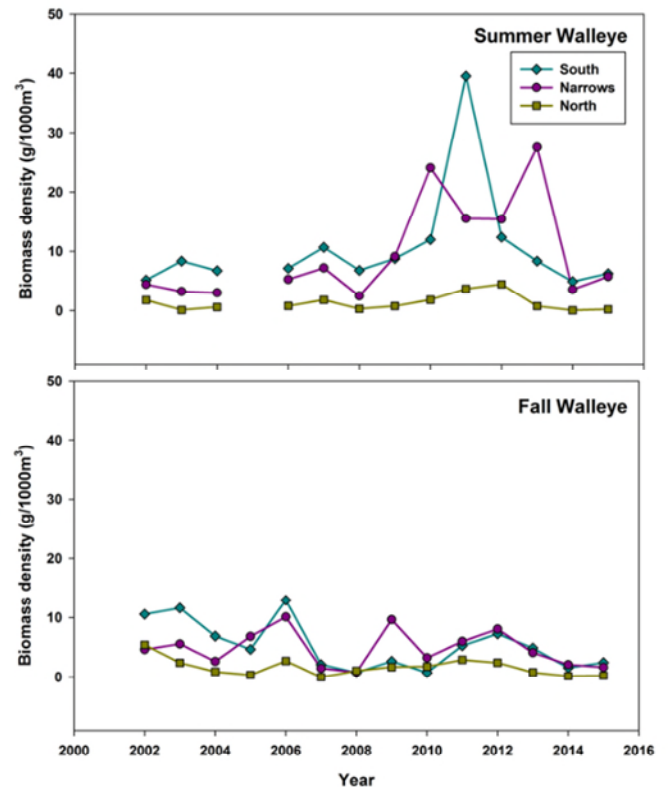 50
Summer Walleye
South
Narrows
North
40
30
20
10
0
Biomass density (g/1000m³)
50
Fall Walleye
40
30
20
10
0
Biomass density (g/1000m³)
2000 2002 2004 2006 2008 2010 2012 2014 2016
Year